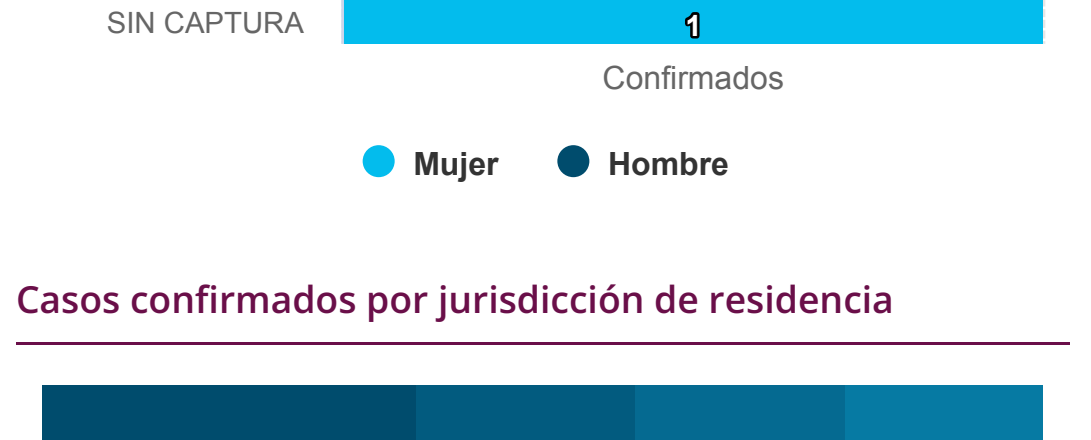 SIN CAPTURA 1
Confirmados
Mujer Hombre
Casos confirmados por jurisdicción de residencia